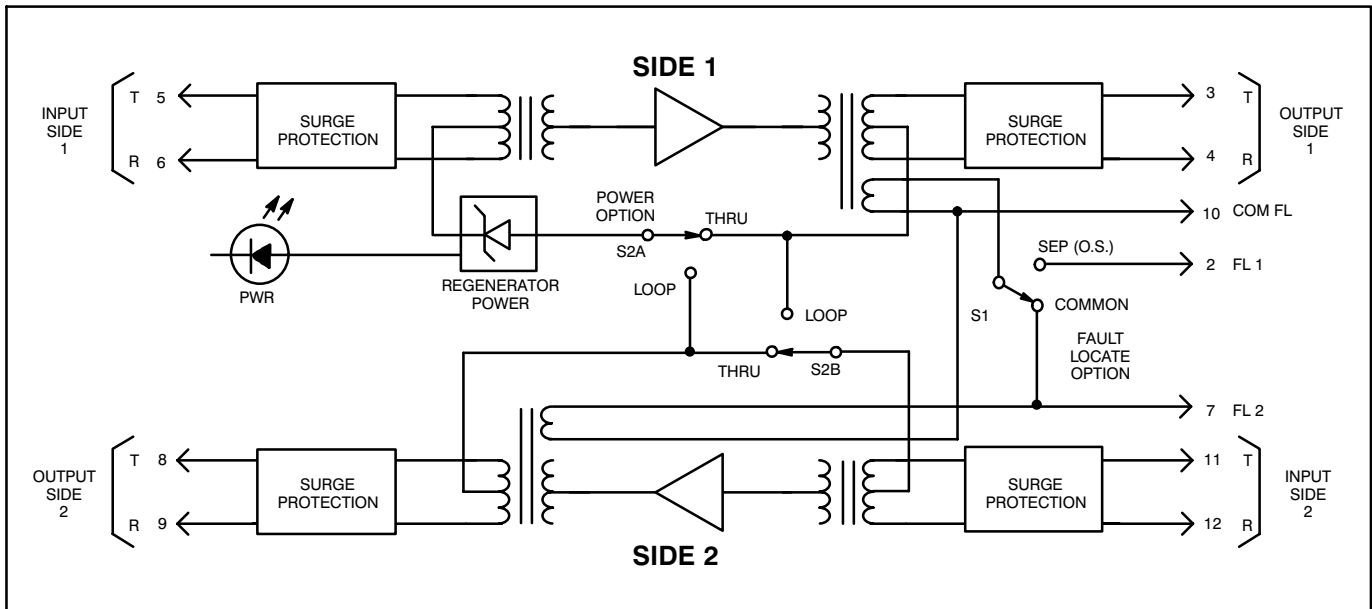 SIDE 1
INPUT
SIDE
1
T 5
R 6
SURGE
PROTECTION
SURGE
PROTECTION
3 T
4 R
OUTPUT
SIDE
1
10 COM FL
POWER
OPTION
S2A
THRU
SEP (O.S.)
2 FL 1
PWR
REGENERATOR
POWER
LOOP
LOOP
S1
COMMON
FAULT
LOCATE
OPTION
THRU
S2B
7 FL 2
OUTPUT
SIDE
2
T 8
R 9
SURGE
PROTECTION
SURGE
PROTECTION
11 T
12 R
INPUT
SIDE
2
SIDE 2